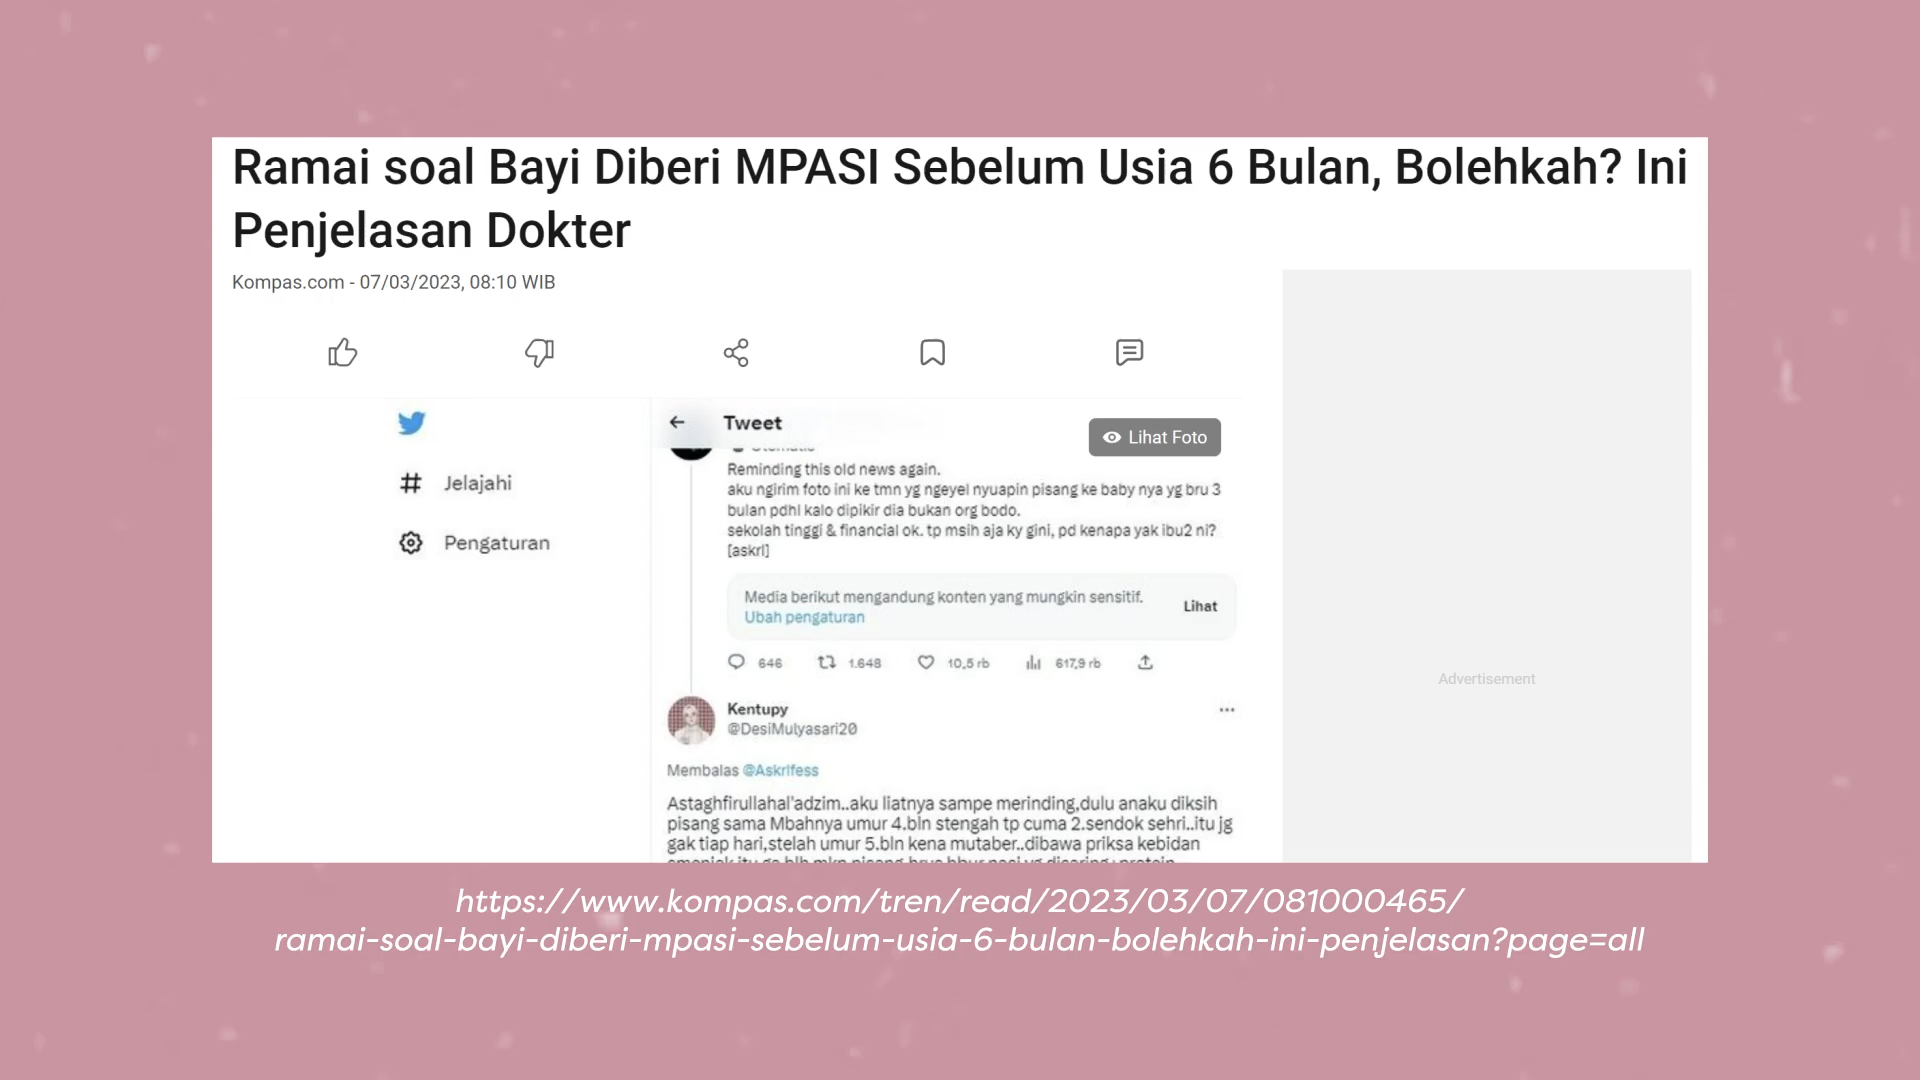 Ramai soal Bayi Diberi MPASI Sebelum Usia 6 Bulan, Bolehkah? Ini
Penjelasan Dokter
Kompas.com - 07/03/2023, 08:10 WIB
Tweet
Lihat Foto
Jelajahi
Pengaturan
Reminding this old news again.
aku ngirim foto ini ke tmn yg ngeyel nyuapin pisang ke baby nya yg bru 3
bulan pdhl kalo dipikir dia bukan org bodo.
sekolah tinggi & financial ok. tp msih aja ky gini, pd kenapa yak ibu2 ni?
[askrl]
Media berikut mengandung konten yang mungkin sensitif.
Ubah pengaturan
Lihat
646 1.648 10,5 rb 617,9 rb
Kentupy
@DesiMulyasari20
Membalas @Askrlfess
Astaghfirullahal'adzim..aku liatnya sampe merinding,dulu anaku diksih
pisang sama Mbahnya umur 4.bln stengah tp cuma 2.sendok sehri..itu jg
gak tiap hari,stelah umur 5.bln kena mutaber..dibawa priksa kebidan
Advertisement
https://www.kompas.com/tren/read/2023/03/07/081000465/
ramai-soal-bayi-diberi-mpasi-sebelum-usia-6-bulan-bolehkah-ini-penjelasan?page=all